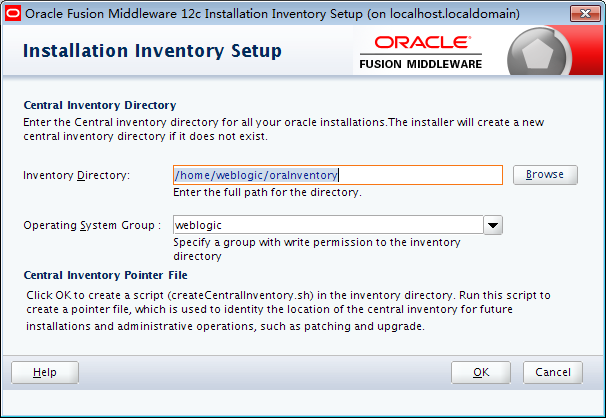 Oracle Fusion Middleware 12c Installation Inventory Setup (on localhost.localdomain)
Installation Inventory Setup
ORACLE
FUSION MIDDLEWARE
Central Inventory Directory
Enter the Central inventory directory for all your oracle installations.The installer will create a new
central inventory directory if it does not exist.
Inventory Directory:
/home/weblogic/oraInventory
Browse
Enter the full path for the directory.
Operating System Group :
weblogic
Specify a group with write permission to the inventory
directory
Central Inventory Pointer File
Click OK to create a script (createCentralInventory.sh) in the inventory directory. Run this script to
create a pointer file, which is used to identity the location of the central inventory for future
installations and administrative operations, such as patching and upgrade.
Help
OK
Cancel